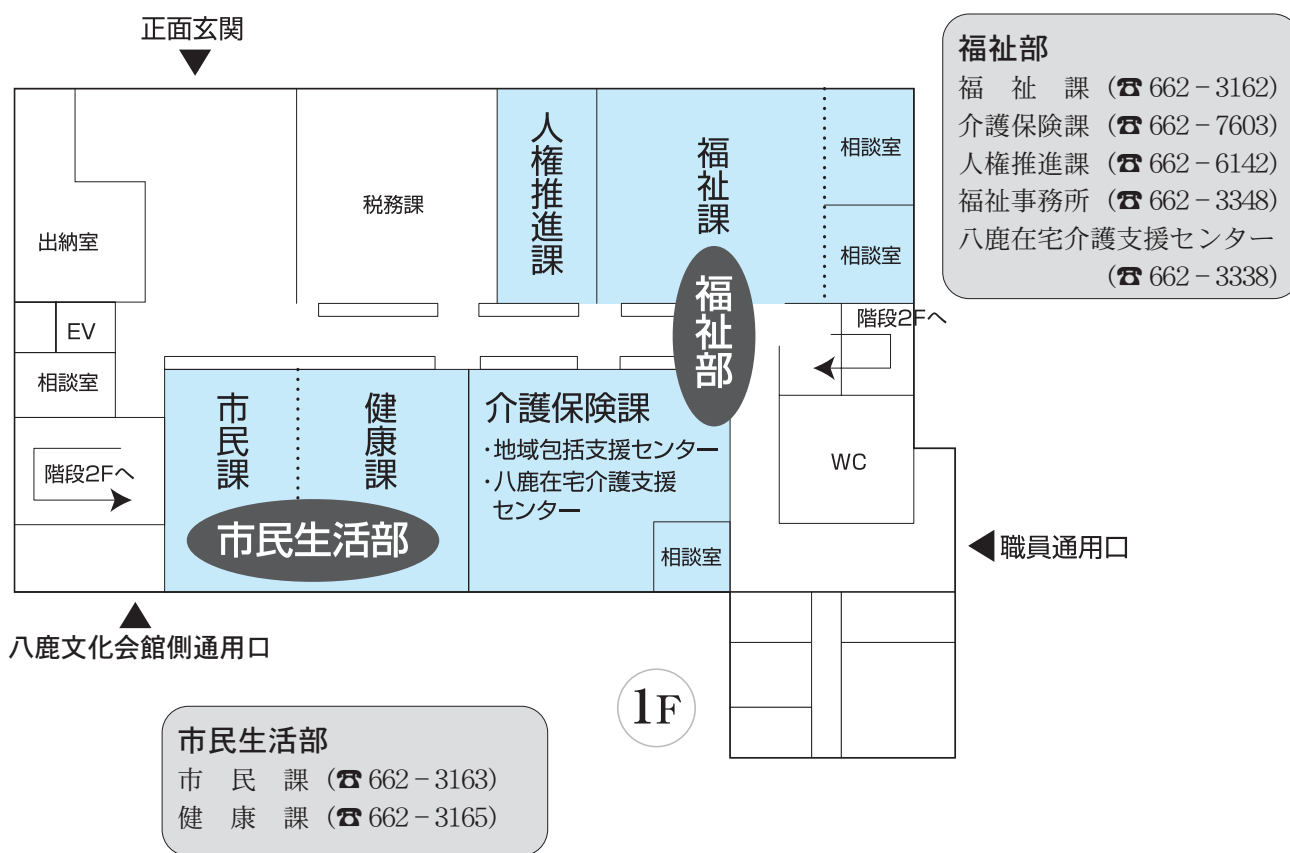 正面玄関
福祉部
福祉課(☎662−3162)
介護保険課(☎662−7603)
人権推進課(☎662−6142)
福祉事務所(☎662−3348)
八鹿在宅介護支援センター
(☎662−3338)
出納室
税務課
人権推進課
福祉課
相談室
相談室
福祉部
階段2Fへ
EV
相談室
階段2Fへ
市民課
健康課
市民生活部
介護保険課
・地域包括支援センター
・八鹿在宅介護支援
センター
相談室
WC
職員通用口
八鹿文化会館側通用口
1F
市民生活部
市民課(☎662−3163)
健康課(☎662−3165)